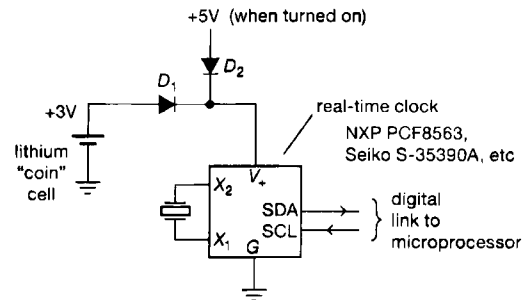 +5V (when turned on)
D1
D2
+3V
lithium
"coin"
cell
real-time clock
NXP PCF8563,
Seiko S-35390A, etc
V+
X2
X1
SDA
SCL
G
digital
link to
microprocessor